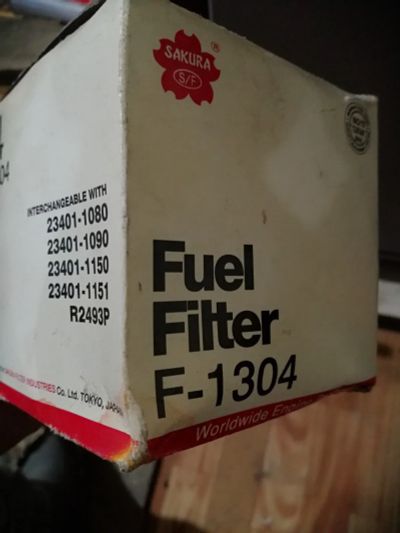 SAKURA
S/F
®
INTERCHANGEABLE WITH
23401-1080
23401-1090
23401-1150
23401-1151
R2493P
Fuel
Filter
F-1304
INDUSTRIES Co. Ltd. TOKYO, JAPAN
Worldwide